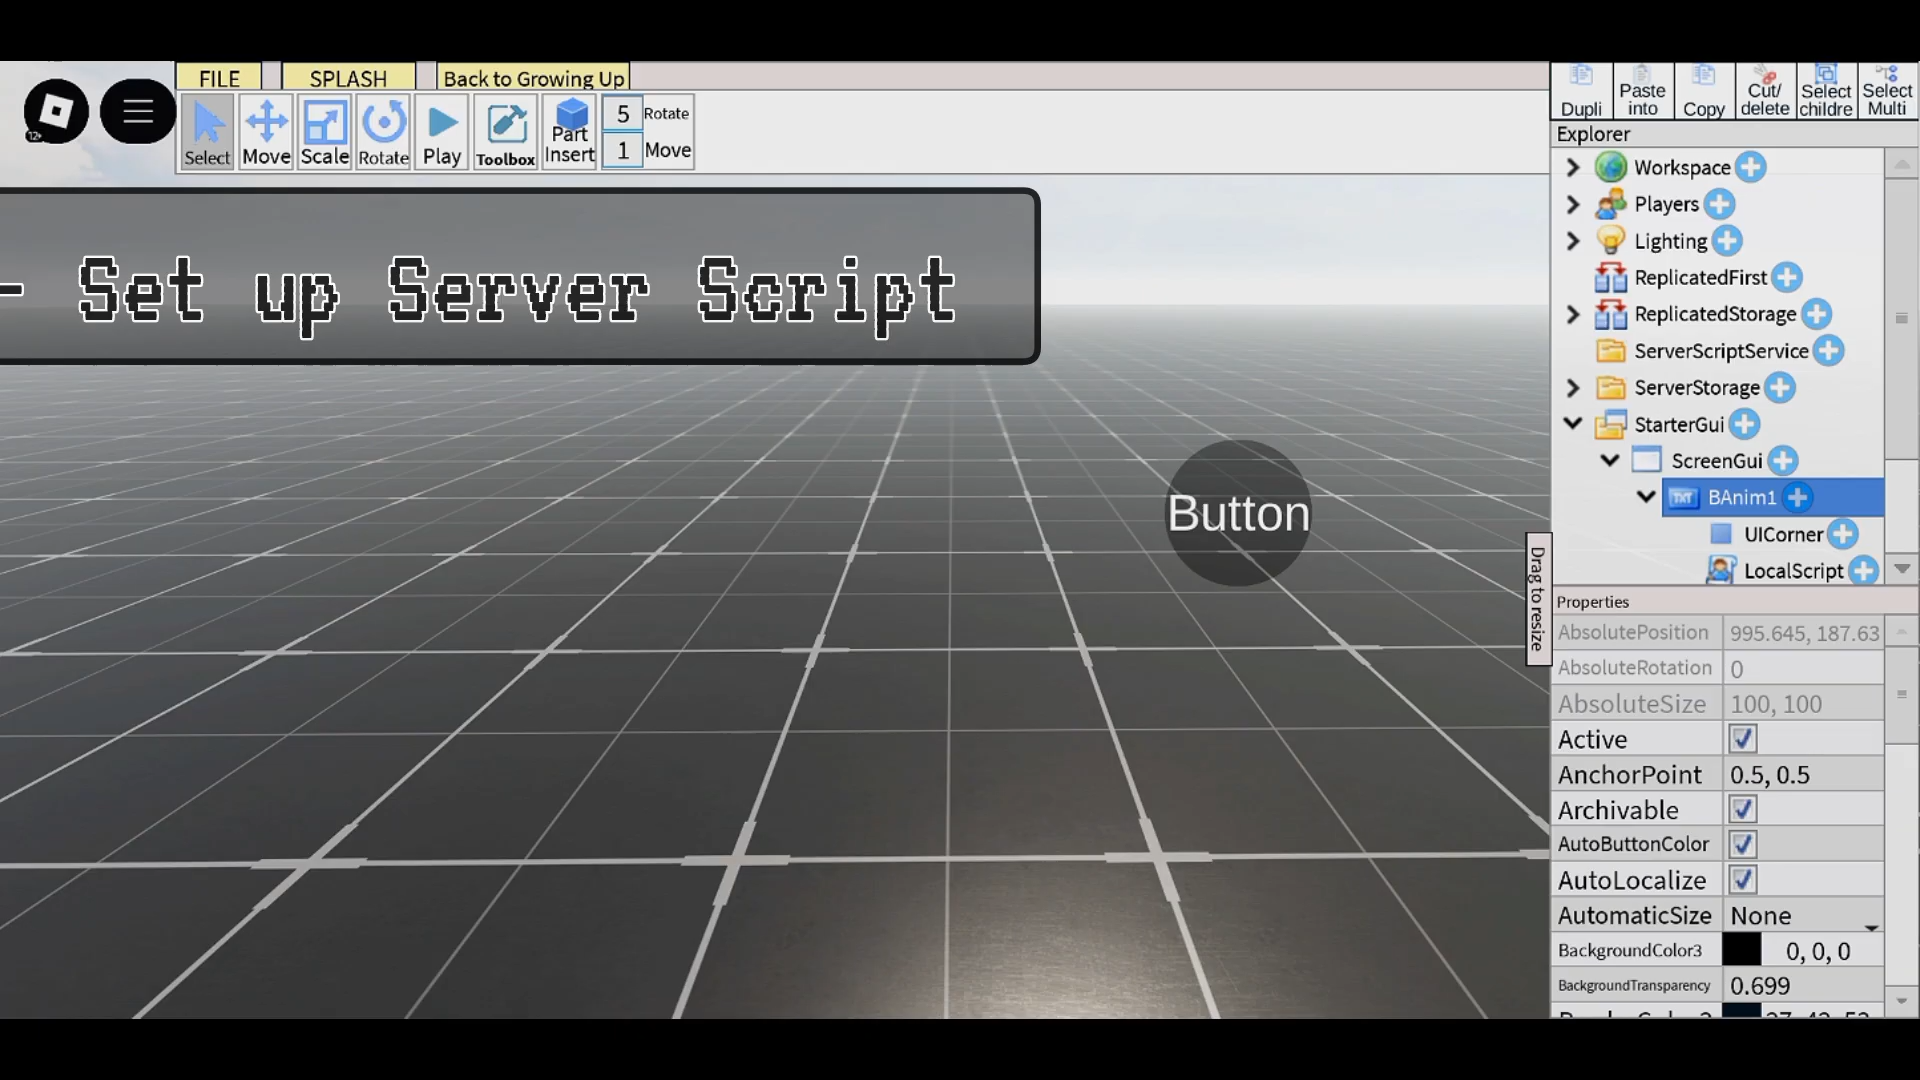 12+
FILE
SPLASH
Back to Growing Up
Select
Move
Scale
Rotate
Play
Toolbox
Part
Insert
5
Rotate
1
Move
Dupli
Paste
into
Copy
Cut/
delete
Select
childre
Select
Multi
- Set up Server Script
Button
Drag to resize
Explorer
Workspace
Players
Lighting
ReplicatedFirst
ReplicatedStorage
ServerScriptService
ServerStorage
StarterGui
ScreenGui
TXT BAnim1
UICorner
LocalScript
Properties
AbsolutePosition 995.645, 187.63
AbsoluteRotation 0
AbsoluteSize 100, 100
Active
AnchorPoint 0.5, 0.5
Archivable
AutoButtonColor
AutoLocalize
AutomaticSize None
BackgroundColor3 0, 0, 0
BackgroundTransparency 0.699